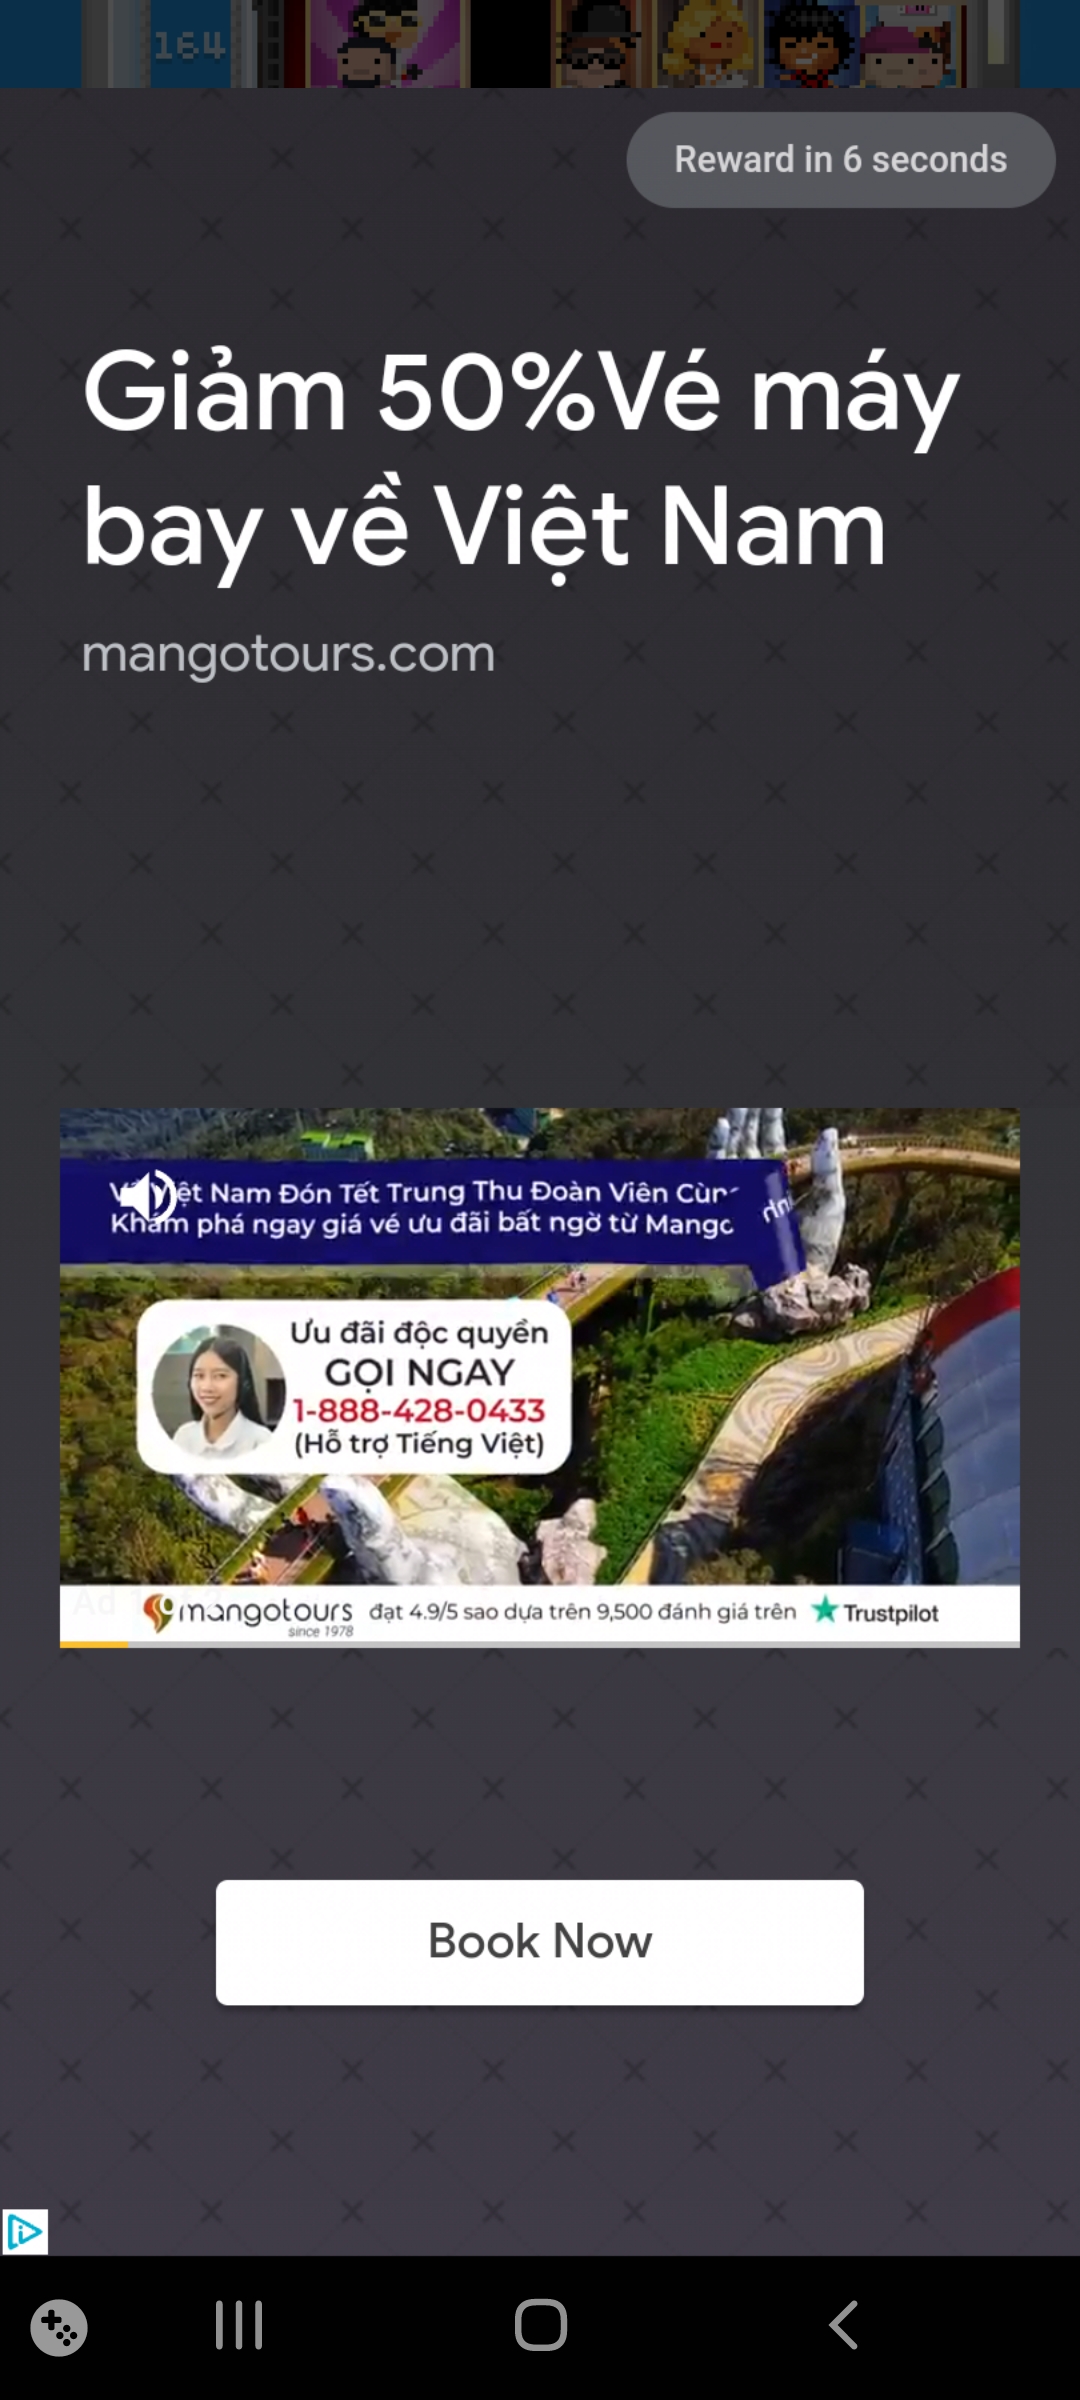 164
Reward in 6 seconds
Giảm 50%Vé máy
bay về Việt Nam
mangotours.com
Nam Đón Tết Trung Thu Đoàn Viên
Khám phá ngay giá vé ưu đãi bất ngờ từ
Ưu đãi độc quyền
GỌI NGAY
1-888-428-0433
(Hỗ trợ Tiếng Việt)
Ad
mangotours đạt 4.9/5 sao dựa trên 9,500 đánh giá trên Trustpilot
since 1978
Book Now